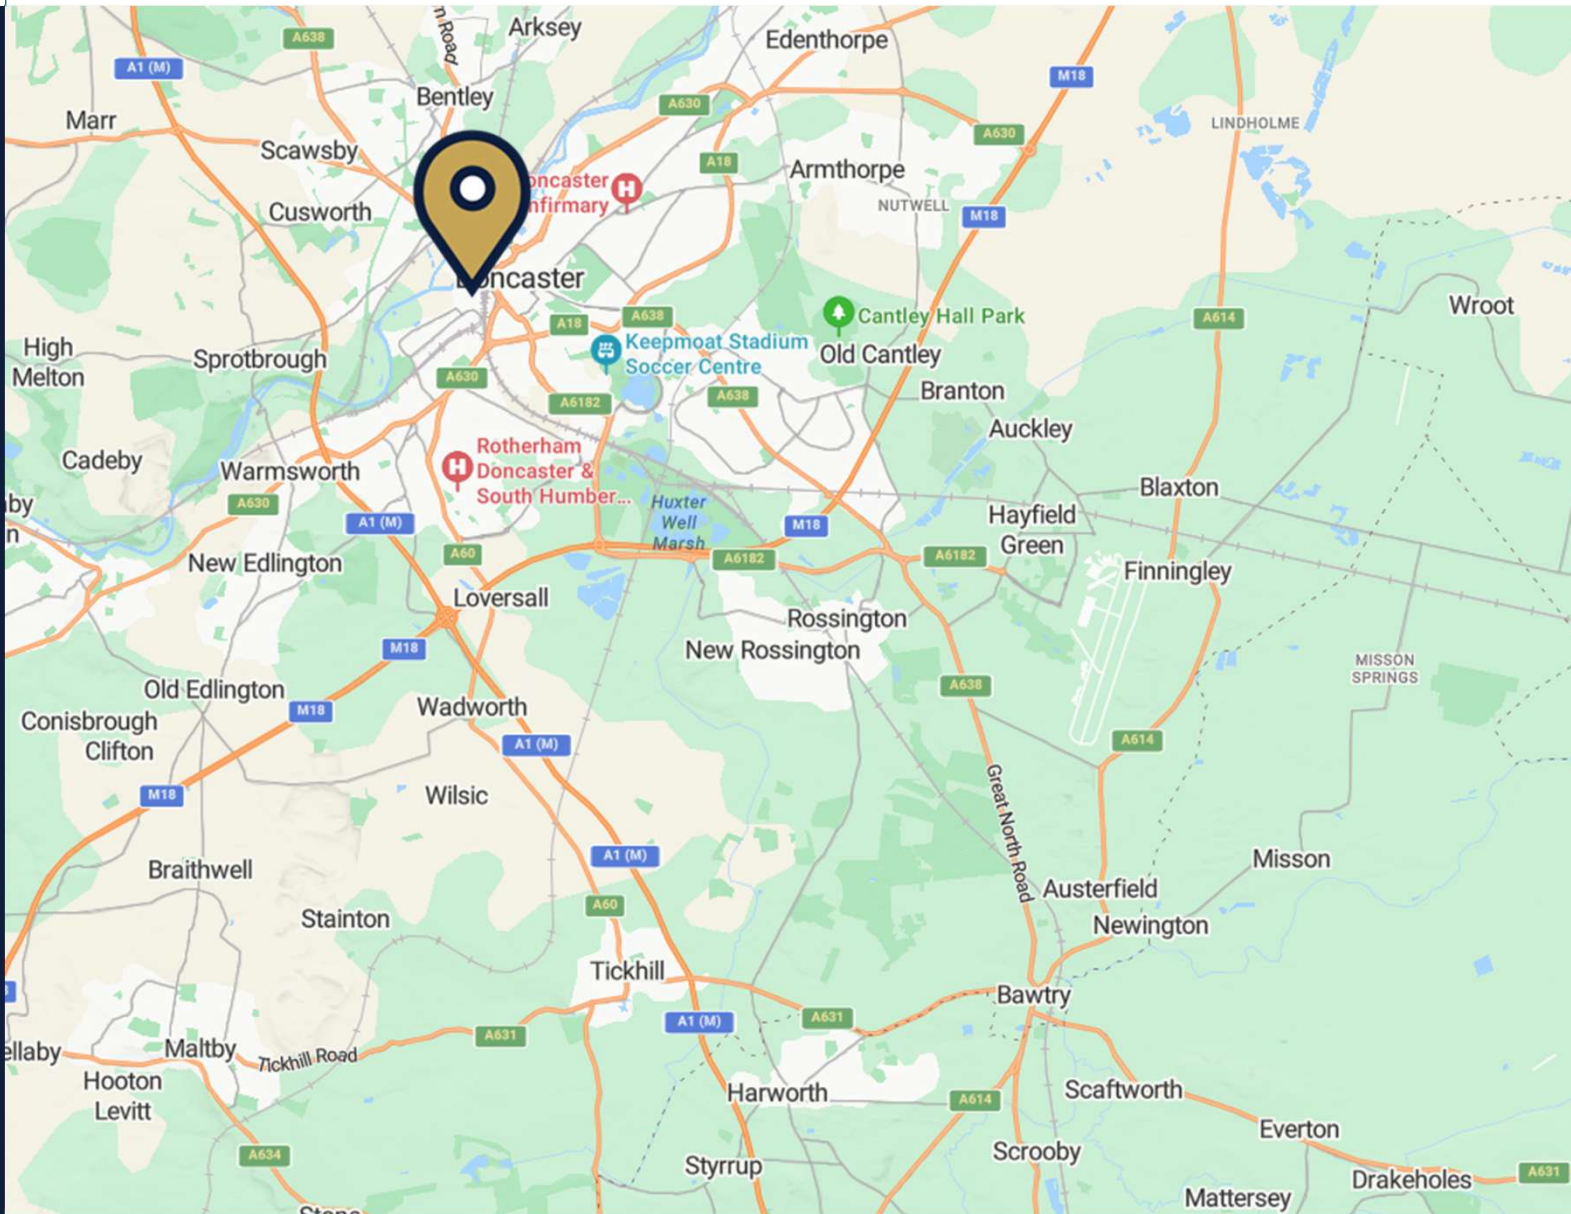 Arksey
A638
n Road
Edenthorpe
A1 (M)
M18
Bentley
A630
Marr
LINDHOLME
A630
Scawsby
A18
Armthorpe
oncaster
nfirmary
H
NUTWELL
Cusworth
M18
Doncaster
Wroot
Cantley Hall Park
A638
A18
A614
Keepmoat Stadium
Soccer Centre
High
Melton
Sprotbrough
Old Cantley
A630
Branton
A6182
A638
Auckley
Rotherham
Doncaster &
South Humber...
H
Cadeby
Warmsworth
Blaxton
by
n
A630
Huxter
Well
Marsh
A1 (M)
M18
Hayfield
Green
New Edlington
A60
A6182
A6182
Finningley
Loversall
Rossington
New Rossington
M18
MISSON
SPRINGS
Old Edlington
A638
M18
Wadworth
Conisbrough
Clifton
A1 (M)
A614
M18
Wilsic
Great North Road
A1 (M)
Braithwell
Misson
Austerfield
A60
Stainton
Newington
Tickhill
Bawtry
A1 (M)
A631
A631
ellaby
Maltby
Tickhill Road
Hooton
Levitt
Harworth
A614
Scaftworth
Everton
A634
Scrooby
Styrrup
Drakeholes
A631
Mattersey